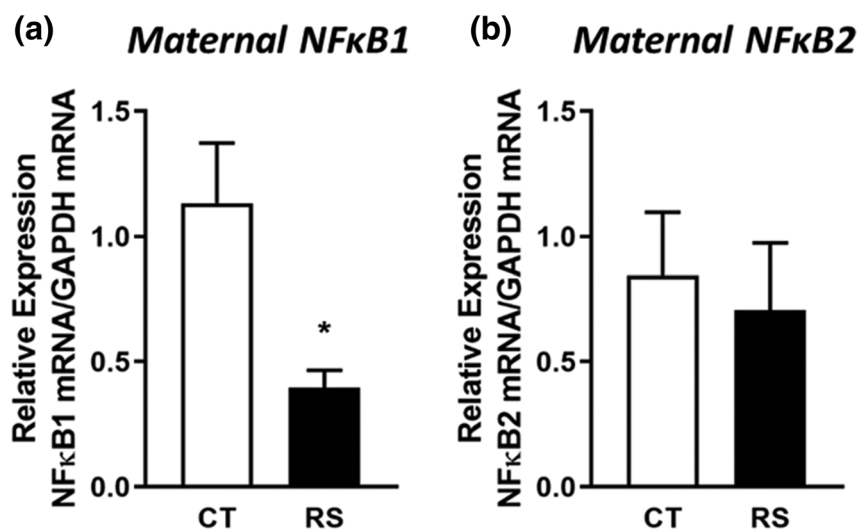 (a) Maternal NFκB1
Relative Expression
NFκB1 mRNA/GAPDH mRNA
1.5
1.0
0.5
0.0
*
CT RS
(b) Maternal NFκB2
Relative Expression
NFκB2 mRNA/GAPDH mRNA
1.5
1.0
0.5
0.0
CT RS